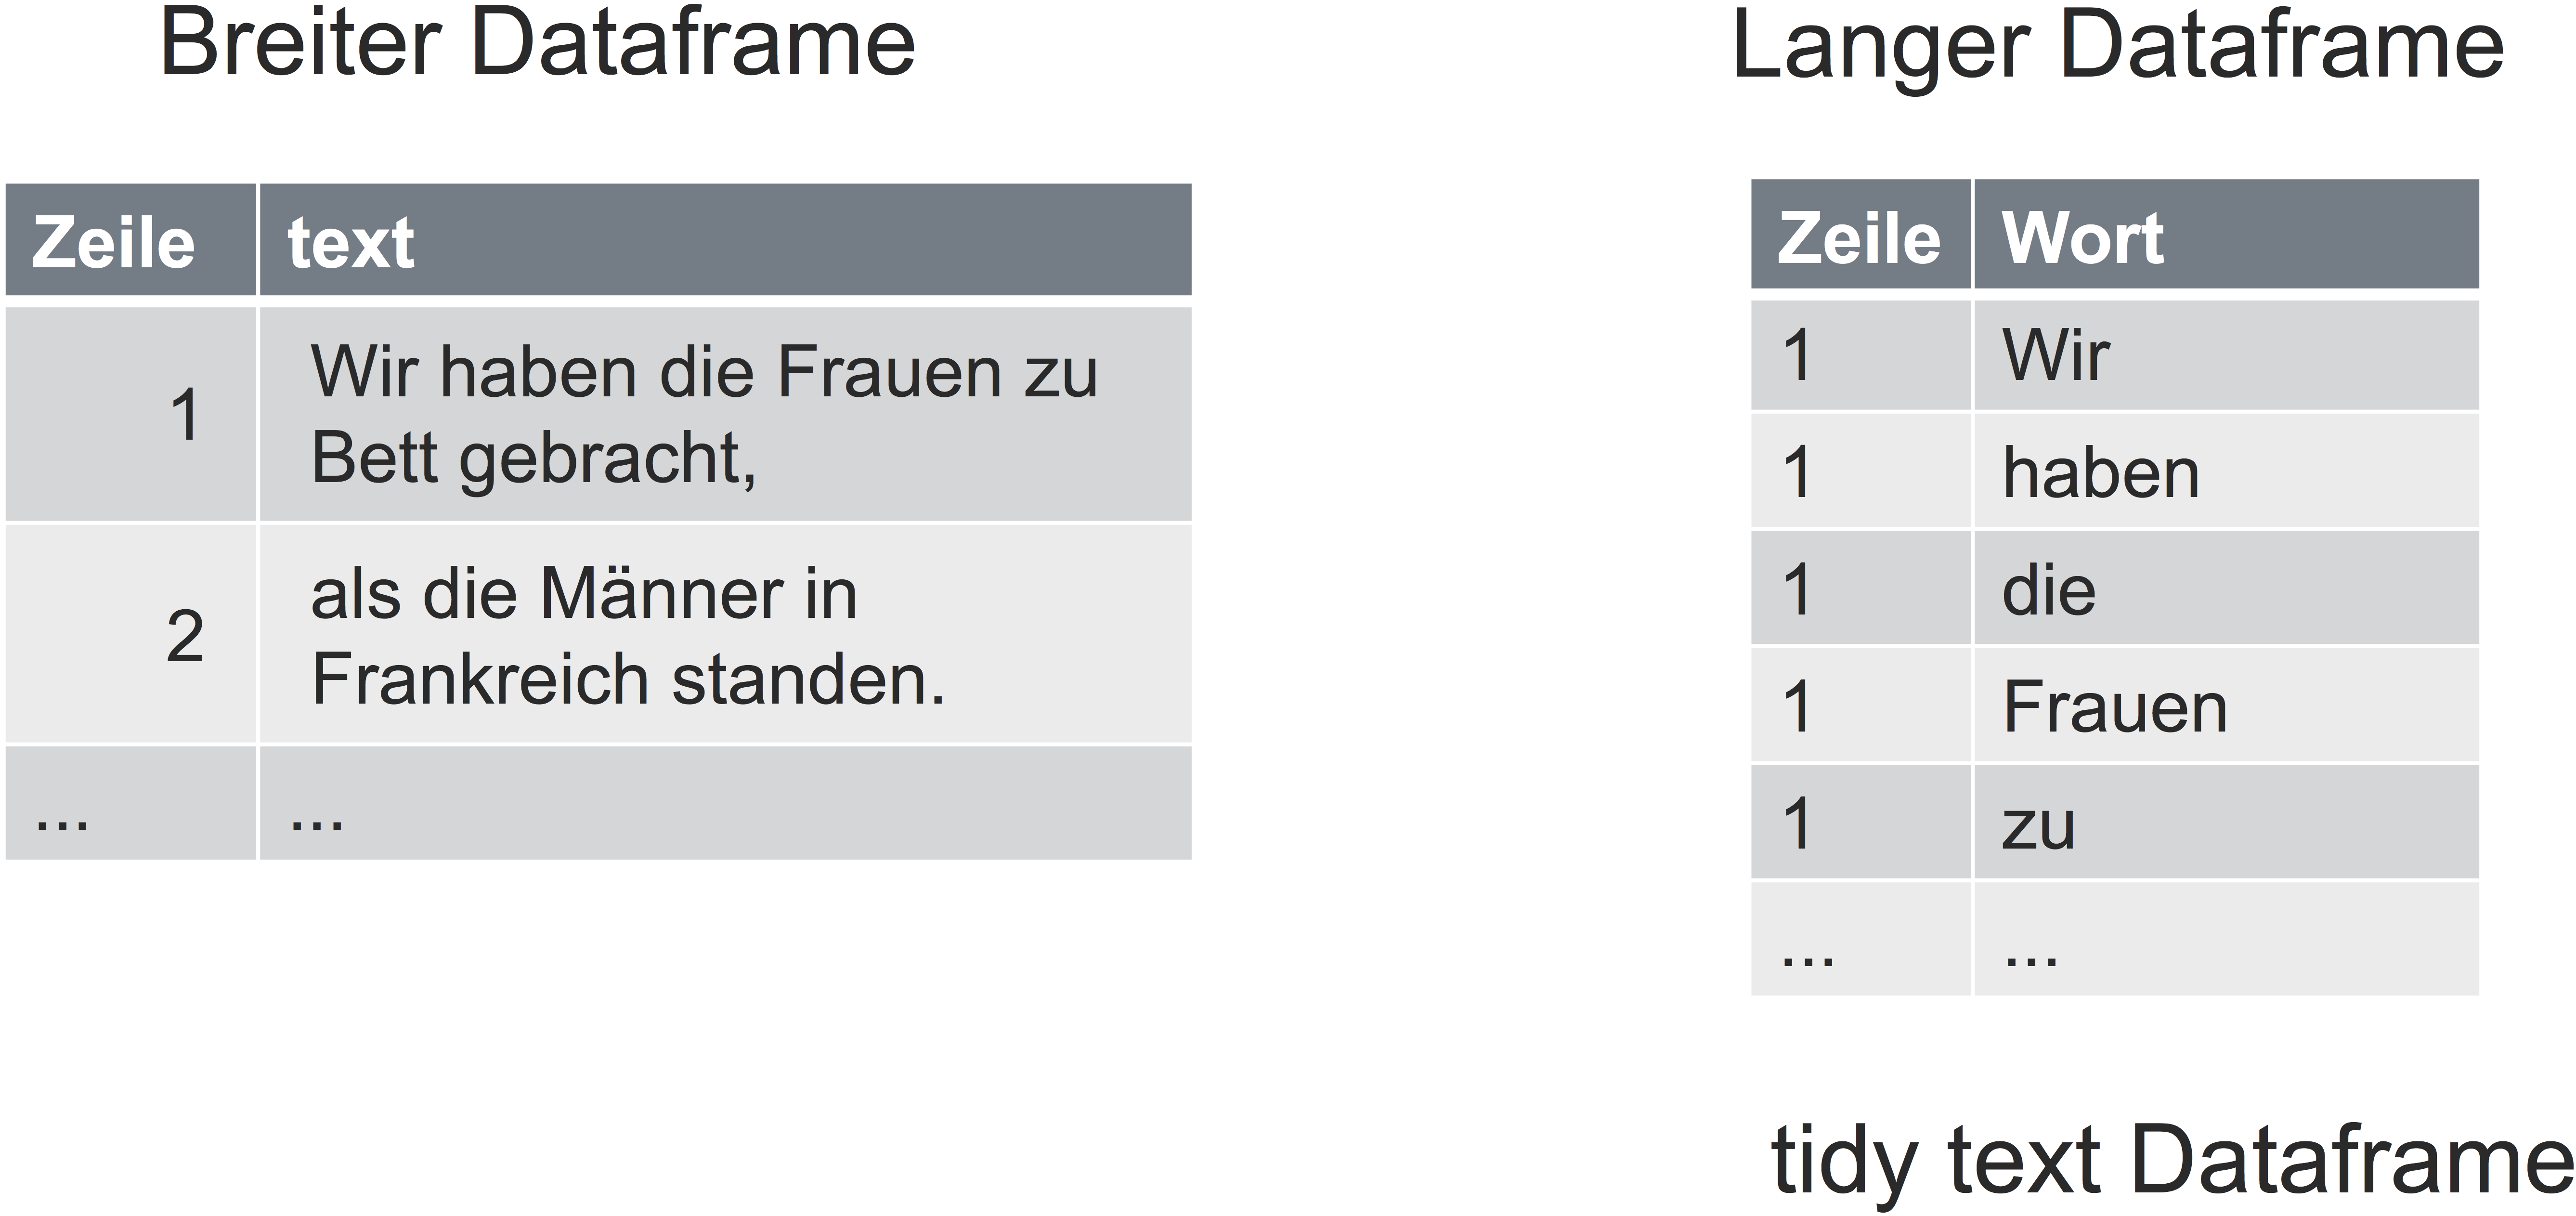 Breiter Dataframe
Zeile text
1 Wir haben die Frauen zu
Bett gebracht,
2 als die Männer in
Frankreich standen.
... ...
Langer Dataframe
Zeile Wort
1 Wir
1 haben
1 die
1 Frauen
1 zu
... ...
tidy text Dataframe